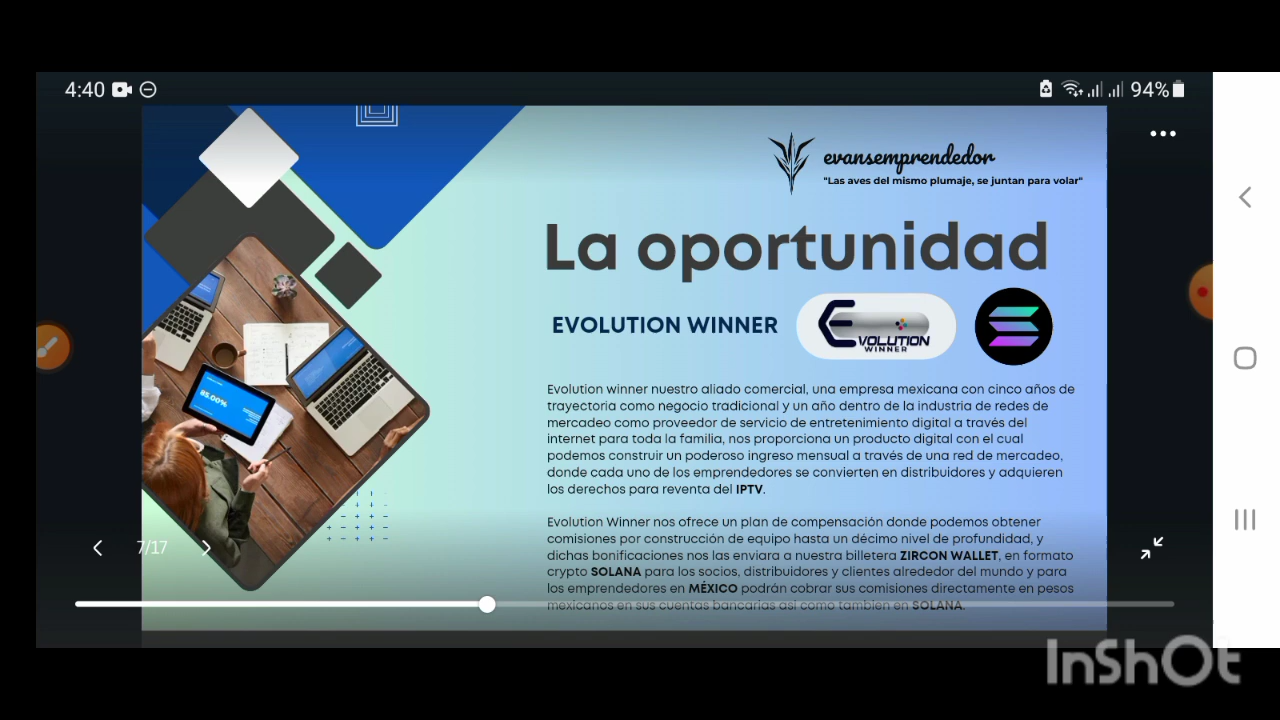 4:40
94%
evansemprendedor
"Las aves del mismo plumaje, se juntan para volar"
La oportunidad
EVOLUTION WINNER
EVOLUTION
WINNER
85.00%
Evolution winner nuestro aliado comercial, una empresa mexicana con cinco años de
trayectoria como negocio tradicional y un año dentro de la industria de redes de
mercadeo como proveedor de servicio de entretenimiento digital a través del
internet para toda la familia, nos proporciona un producto digital con el cual
podemos construir un poderoso ingreso mensual a través de una red de mercadeo,
donde cada uno de los emprendedores se convierten en distribuidores y adquieren
los derechos para reventa del IPTV.
Evolution Winner nos ofrece un plan de compensación donde podemos obtener
comisiones por construcción de equipo hasta un décimo nivel de profundidad, y
dichas bonificaciones nos las enviara a nuestra billetera ZIRCON WALLET, en formato
crypto SOLANA para los socios, distribuidores y clientes alrededor del mundo y para
los emprendedores en MÉXICO podrán cobrar sus comisiones directamente en pesos
mexicanos en sus cuentas bancarias asi como tambien en SOLANA.
7/17
InShOt